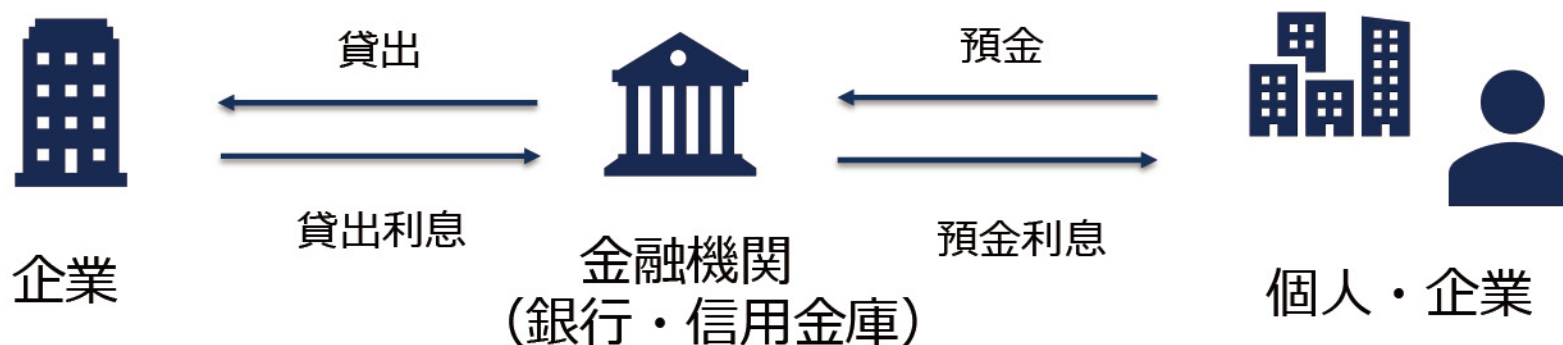 貸出
預金
貸出利息
預金利息
企業
金融機関
（銀行・信用金庫）
個人・企業